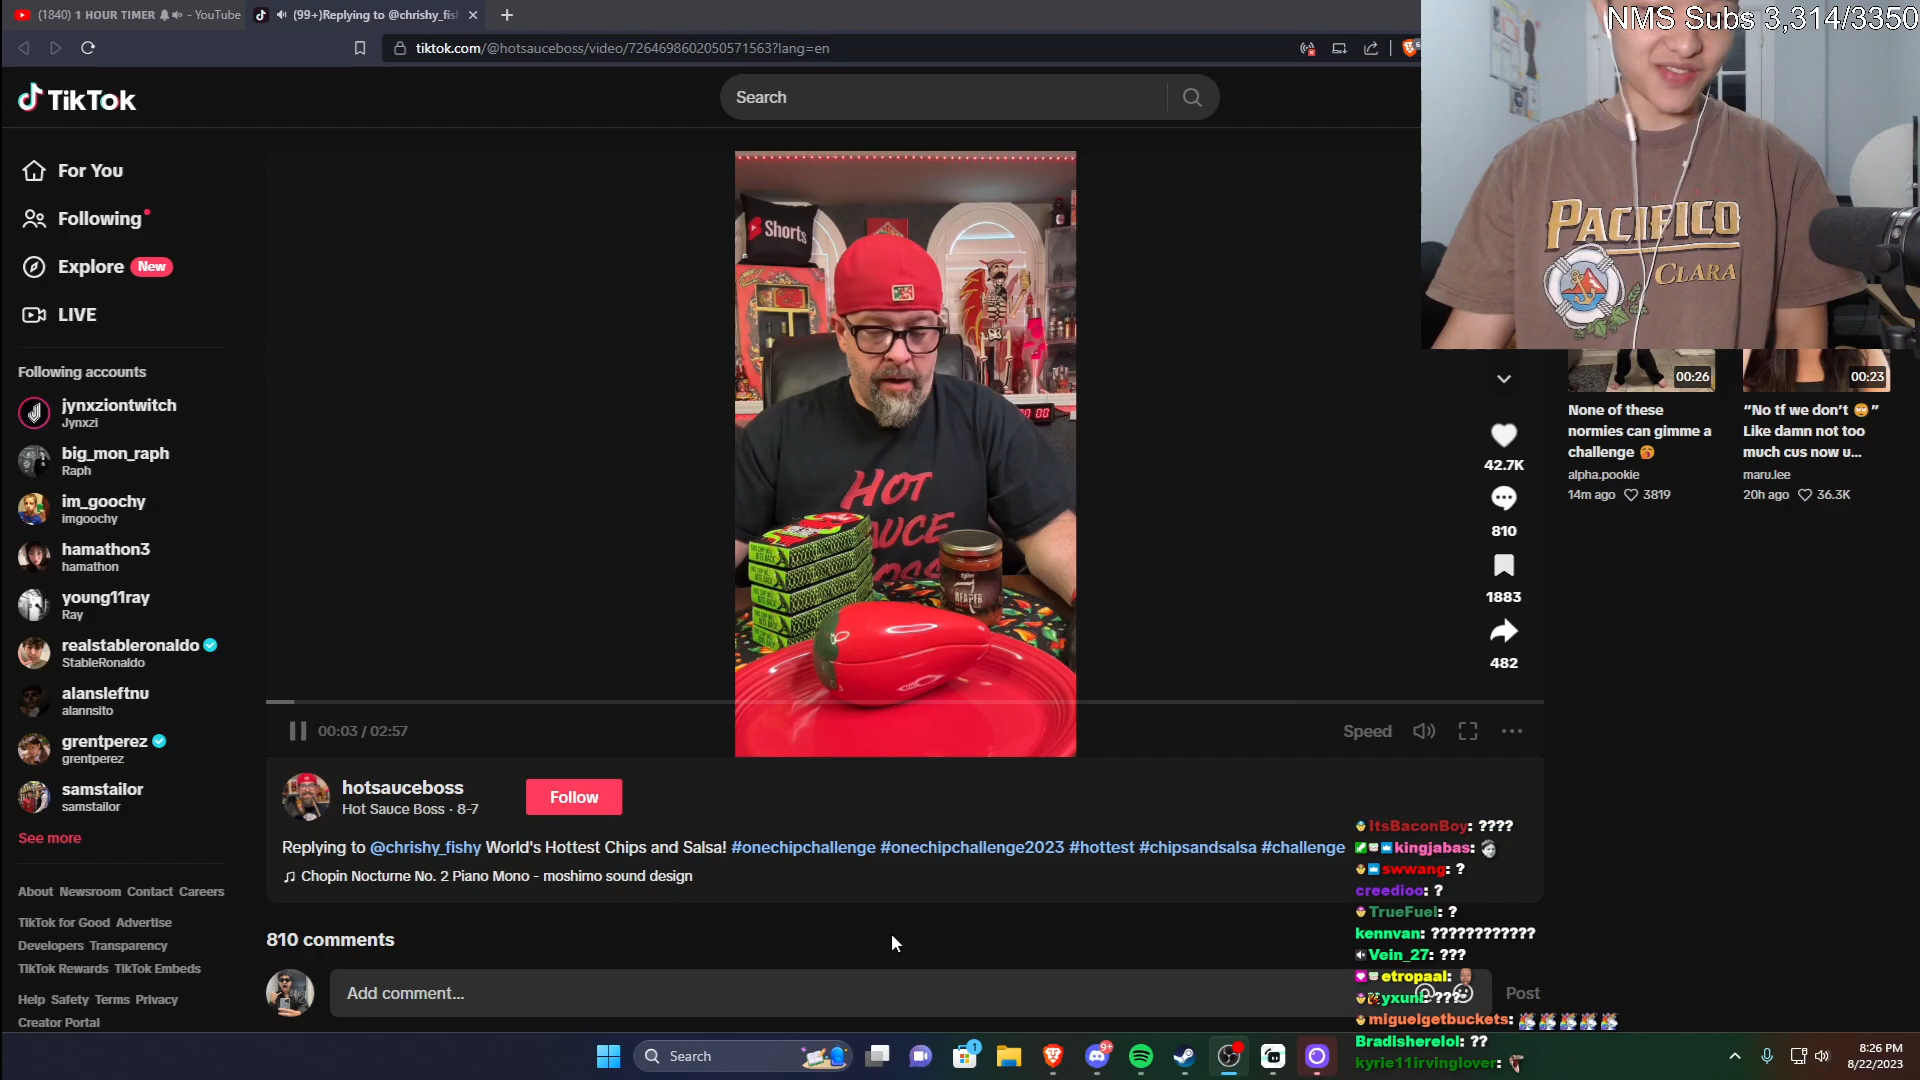 (1840) 1 HOUR TIMER - YouTube
(99+)Replying to @chrishy_fis
tiktok.com/@hotsauceboss/video/7264698602050571563?lang=en
NMS Subs 3,314/3350
TikTok
Search
For You
Following
Explore New
LIVE
Following accounts
jynxziontwitch
Jynxzi
big_mon_raph
Raph
im_goochy
imgoochy
hamathon3
hamathon
young11ray
Ray
realstableronaldo
StableRonaldo
alansleftnu
alannsito
grentperez
grentperez
samstailor
samstailor
See more
About Newsroom Contact Careers
TikTok for Good Advertise
Developers Transparency
TikTok Rewards TikTok Embeds
Help Safety Terms Privacy
Creator Portal
Shorts
HOT
SAUCE
BOSS
REAPER
00:03 / 02:57
Speed
42.7K
810
1883
482
PACIFICO
CLARA
00:26
00:23
None of these
normies can gimme a
challenge
alpha.pookie
14m ago 3819
“No tf we don't ”
Like damn not too
much cus now u...
maru.lee
20h ago 36.3K
hotsauceboss
Hot Sauce Boss · 8-7
Follow
Replying to @chrishy_fishy World's Hottest Chips and Salsa! #onechipchallenge #onechipchallenge2023 #hottest #chipsandsalsa #challenge
♫ Chopin Nocturne No. 2 Piano Mono - moshimo sound design
810 comments
Add comment...
Post
ItsBaconBoy: ????
kingjabas:
swwang: ?
creedioo: ?
TrueFuel: ?
kennvan: ????????????
Vein_27: ???
etropaal:
yxuni: ????
miguelgetbuckets:
Bradisherelol: ??
kyrie11irvinglover:
Search
1
9+
8:26 PM
8/22/2023